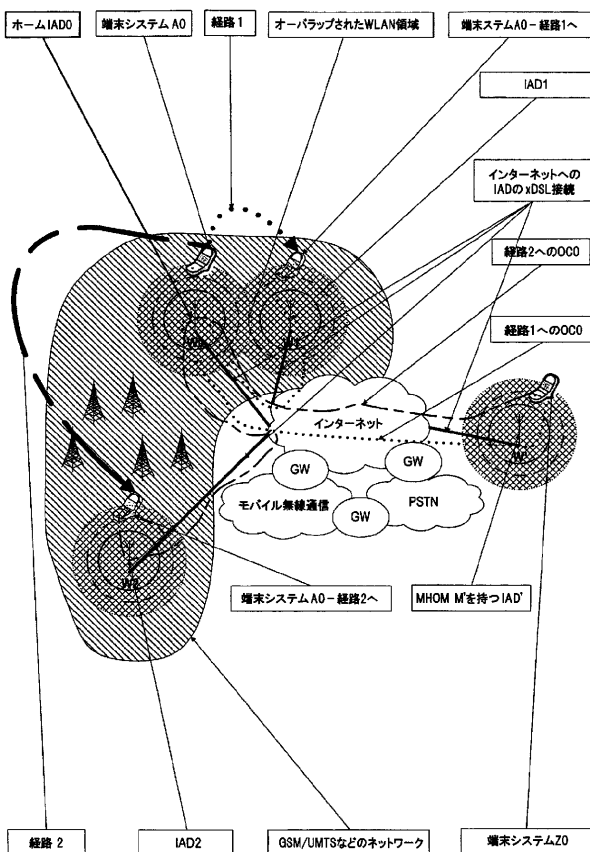 ホームIAD0
端末システム A0
経路1
オーバラップされたWLAN領域
端末ステムA0－経路1へ
IAD1
インターネットへの
IADの xDSL接続
経路2へのOC0
経路1へのOC0
W1
インターネット
W'
GW
GW
モバイル無線通信
PSTN
GW
W2
端末システム A0－経路2へ
MHOM M'を持つ IAD'
経路 2
IAD2
GSM/UMTSなどのネットワーク
端末システムZ0